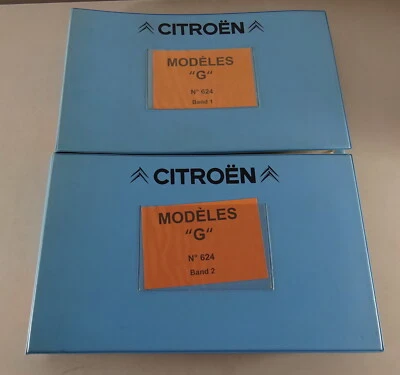 CITROËN
MODÈLES
“G“
N° 624
Band 1
CITROËN
MODÈLES
“G“
N° 624
Band 2